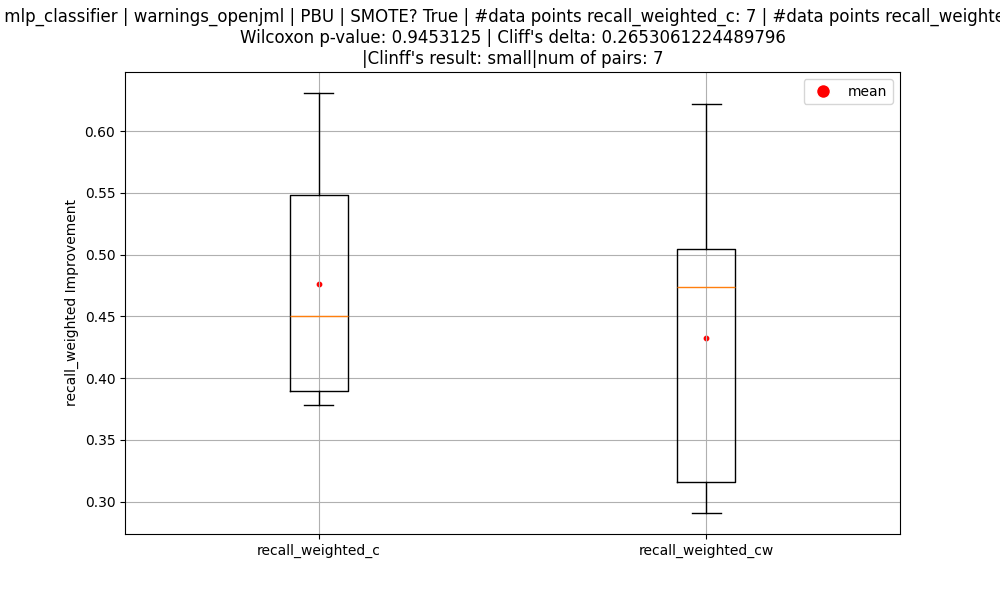 mlp_classifier | warnings_openjml | PBU | SMOTE? True | #data points recall_weighted_c: 7 | #data points
Wilcoxon p-value: 0.9453125 | Cliff's delta: 0.2653061224489796
|Clinff's result: small|num of pairs: 7
mean
0.60
0.55
0.50
0.45
0.40
0.35
0.30
recall_weighted Improvement
recall_weighted_c
recall_weighted_cw